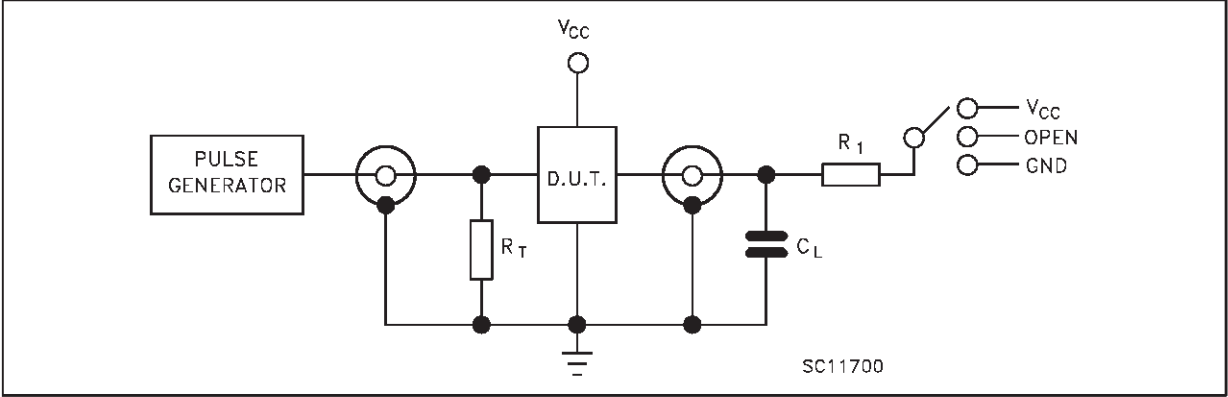 VCC
PULSE
GENERATOR
D.U.T.
RT
R1
CL
VCC
OPEN
GND
SC11700